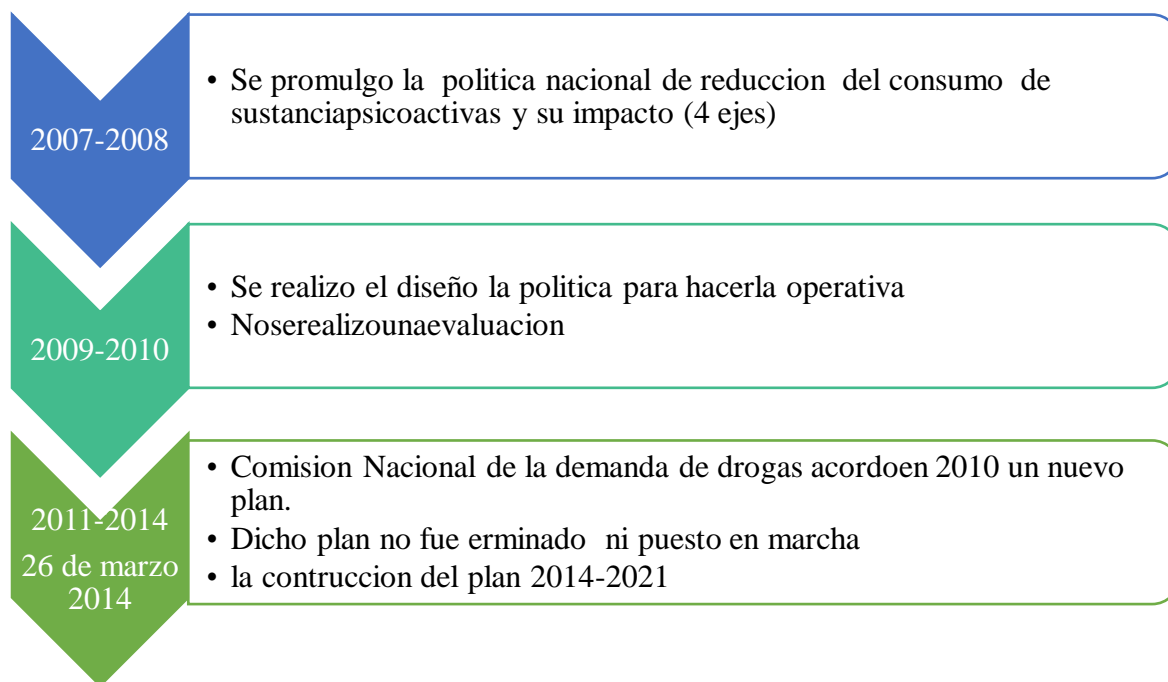 2007-2008
• Se promulgo la politica nacional de reduccion del consumo de
sustanciapsicoactivas y su impacto (4 ejes)
2009-2010
• Se realizo el diseño la politica para hacerla operativa
• Noserealizounaevaluacion
2011-2014
26 de marzo
2014
• Comision Nacional de la demanda de drogas acordoen 2010 un nuevo
plan.
• Dicho plan no fue erminado ni puesto en marcha
• la contruccion del plan 2014-2021